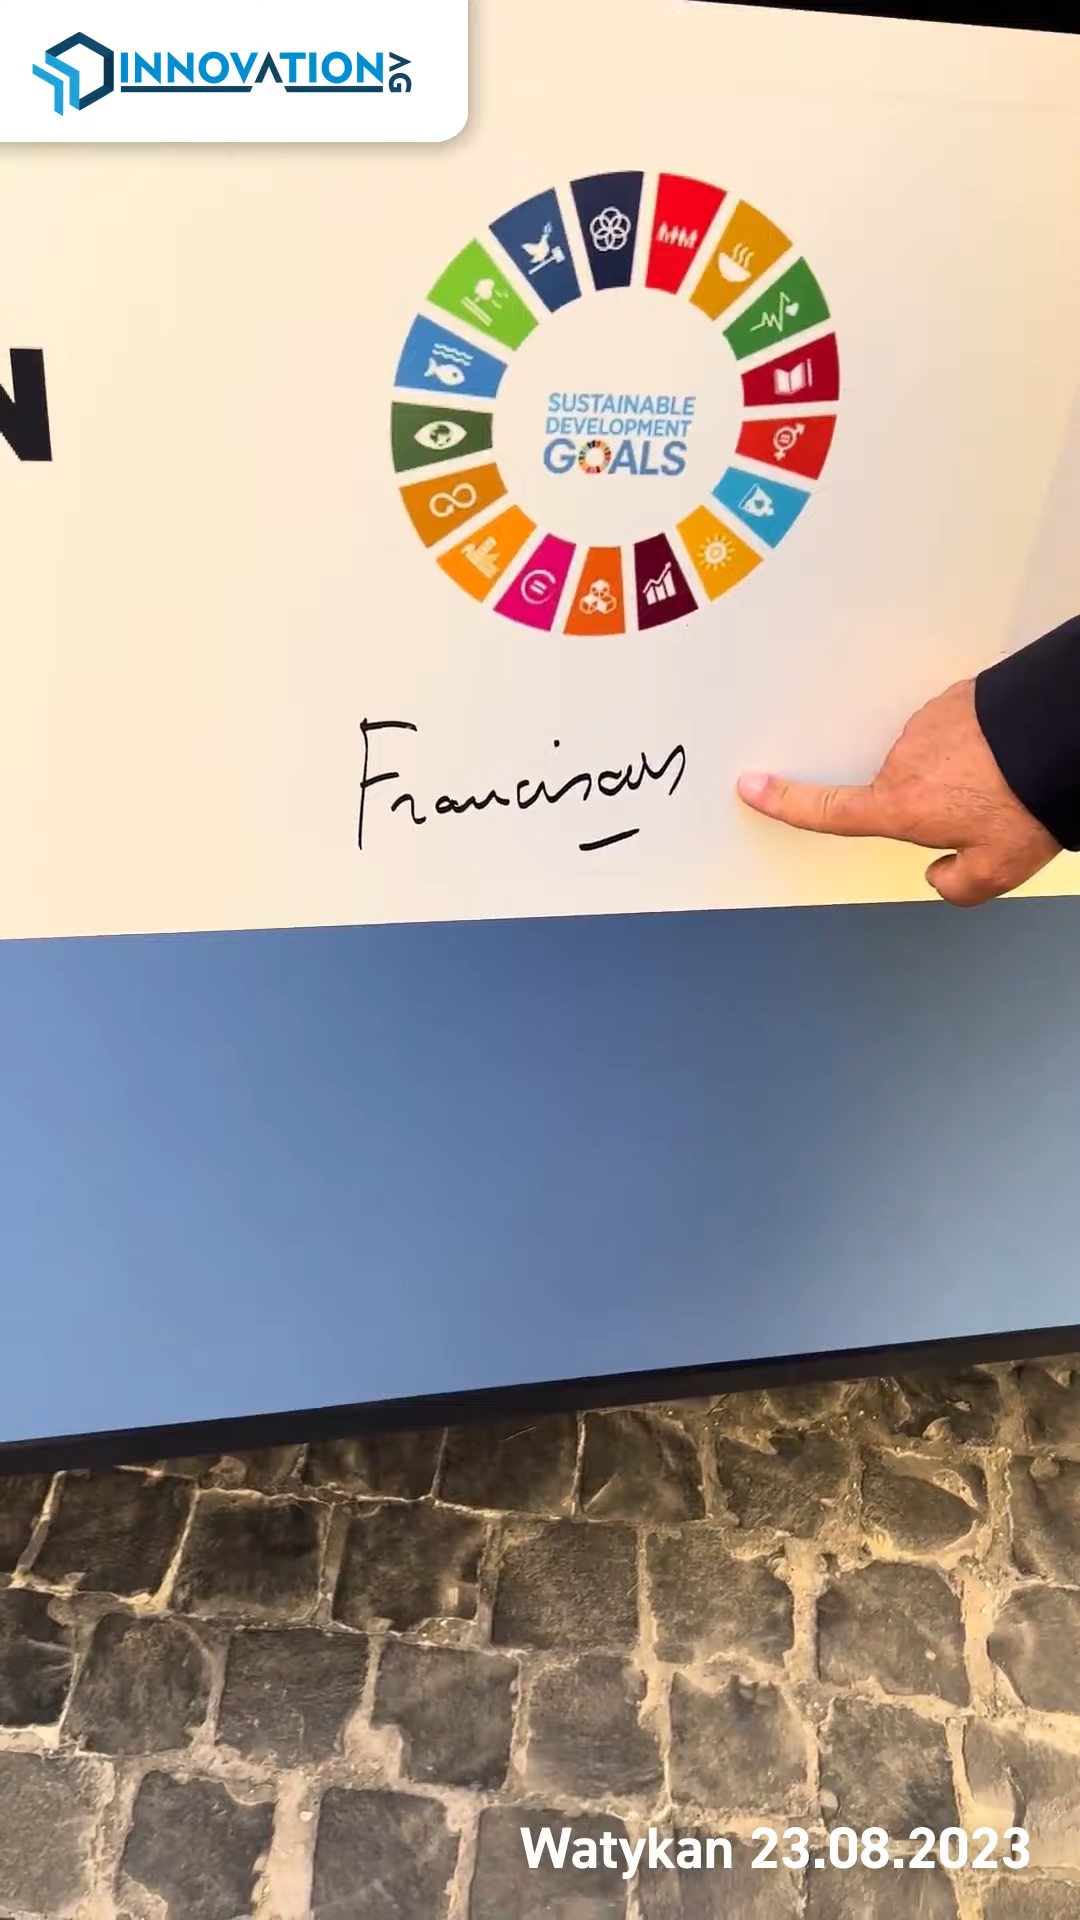 INNOVATION AG
N
SUSTAINABLE
DEVELOPMENT
GOALS
Franciscus
Watykan 23.08.2023